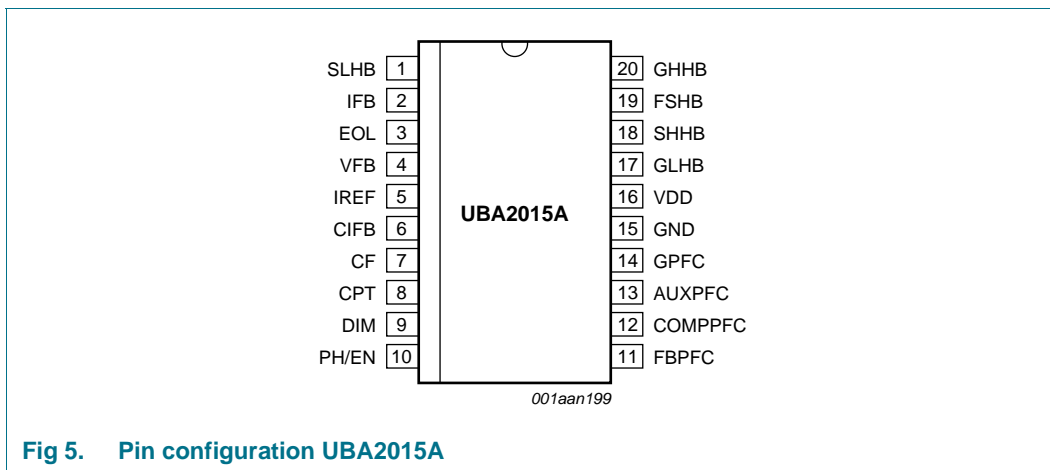 SLHB 1
IFB 2
EOL 3
VFB 4
IREF 5
CIFB 6
CF 7
CPT 8
DIM 9
PH/EN 10
UBA2015A
20 GHHB
19 FSHB
18 SHHB
17 GLHB
16 VDD
15 GND
14 GPFC
13 AUXPFC
12 COMPPFC
11 FBPFC
001aan199
Fig 5. Pin configuration UBA2015A